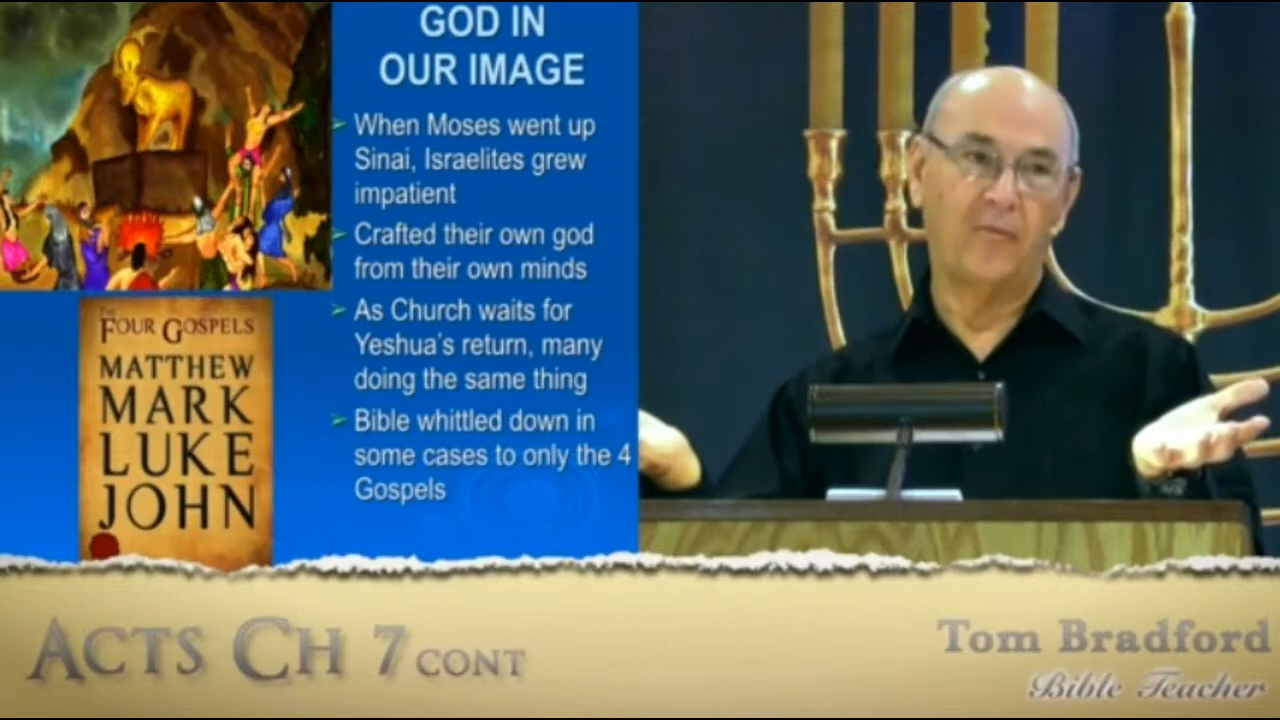 GOD IN
OUR IMAGE
When Moses went up
Sinai, Israelites grew
impatient
Crafted their own god
from their own minds
As Church waits for
Yeshua's return, many
doing the same thing
Bible whittled down in
some cases to only the 4
Gospels
THE
FOUR GOSPELS
MATTHEW
MARK
LUKE
JOHN
ACTS CH 7 CONT
Tom Bradford
Bible Teacher